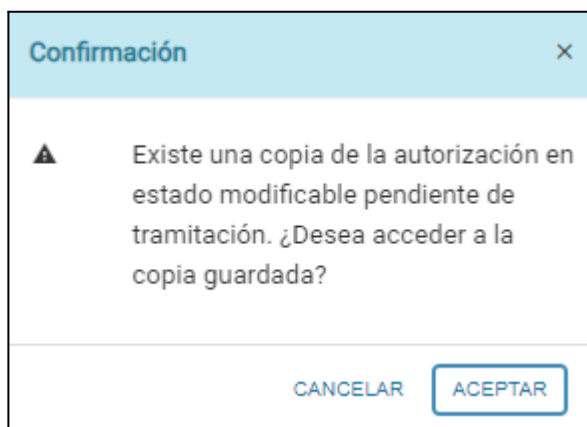 Confirmación ×
Existe una copia de la autorización en
estado modificable pendiente de
tramitación. ¿Desea acceder a la
copia guardada?
CANCELAR ACEPTAR